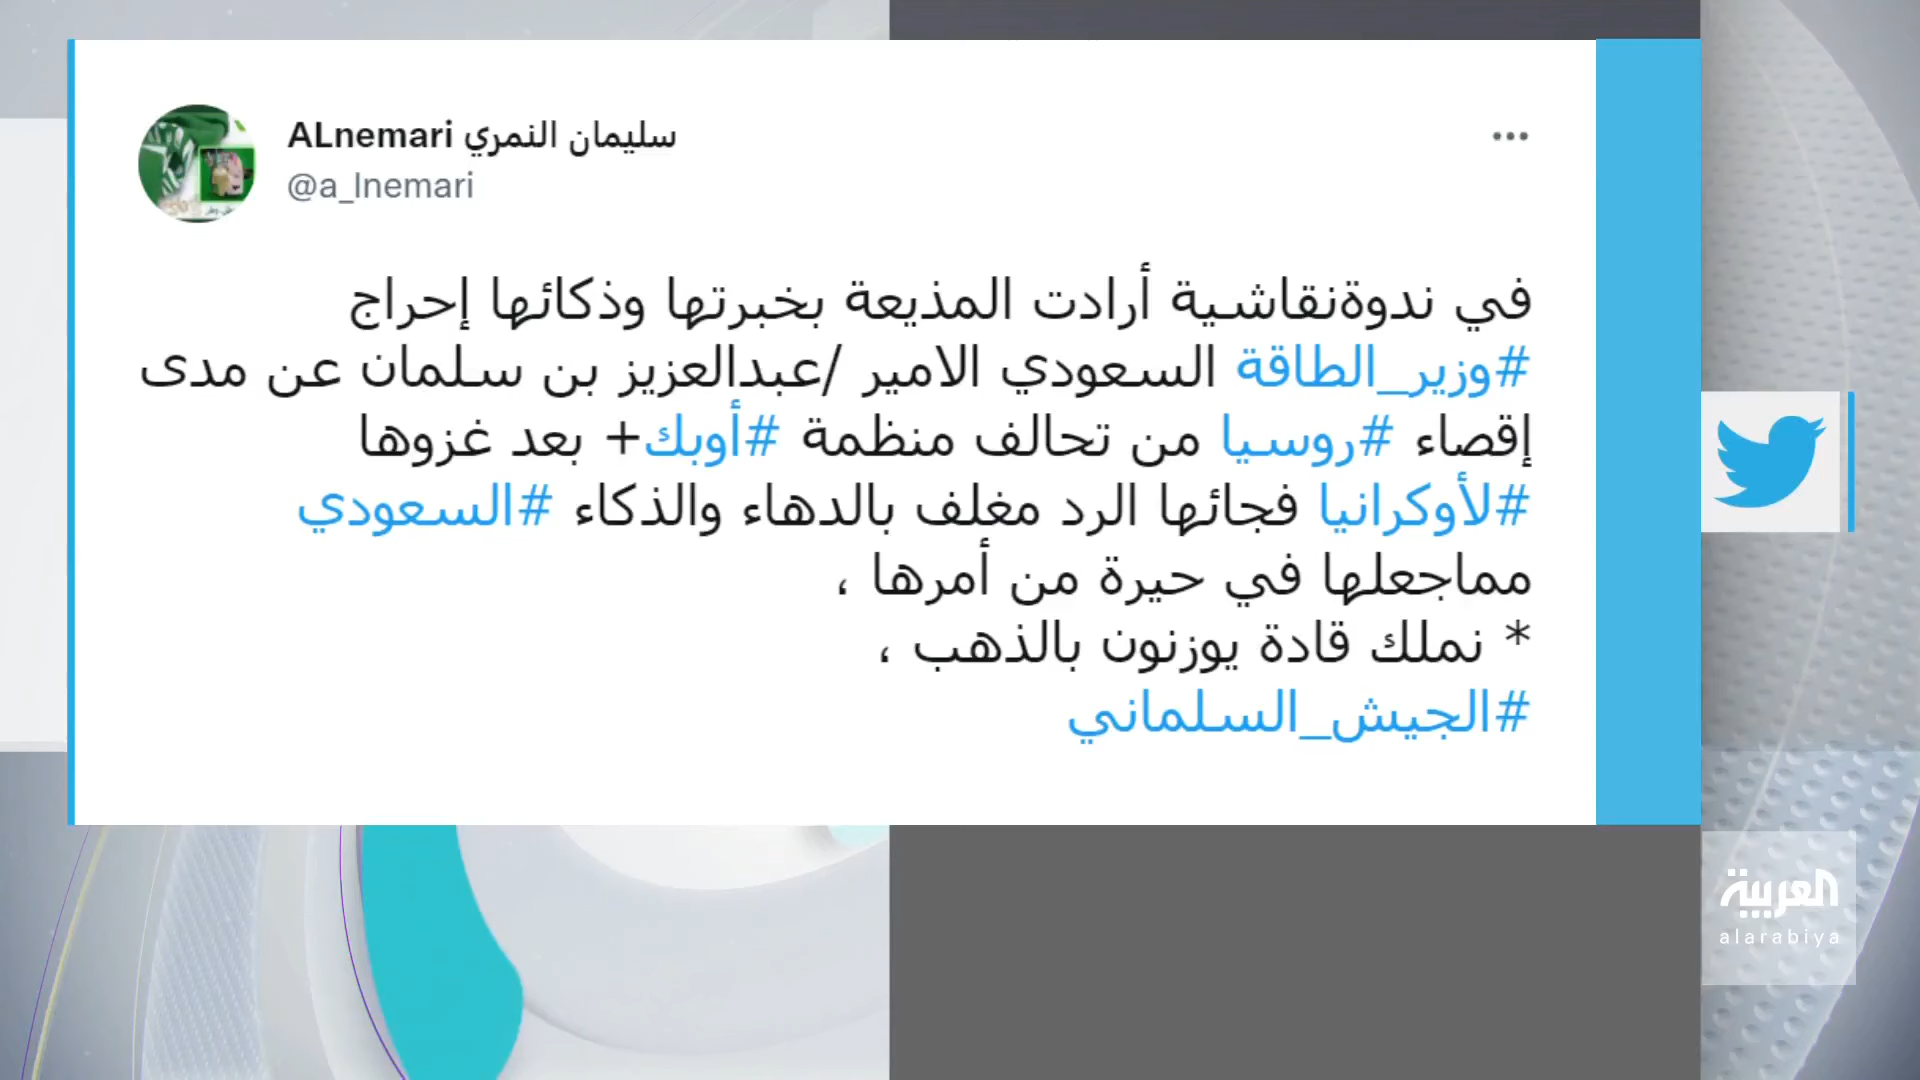 ALnemari سليمان النمري
@a_lnemari
في ندوةنقاشية أرادت المذيعة بخبرتها وذكائها إحراج
#وزير_الطاقة السعودي الامير /عبدالعزيز بن سلمان عن مدى
إقصاء #روسيا من تحالف منظمة #أوبك+ بعد غزوها
#لأوكرانيا فجائها الرد مغلف بالدهاء والذكاء #السعودي
مماجعلها في حيرة من أمرها ،
* نملك قادة يوزنون بالذهب ،
#الجيش_السلماني
العربية
alarabiya